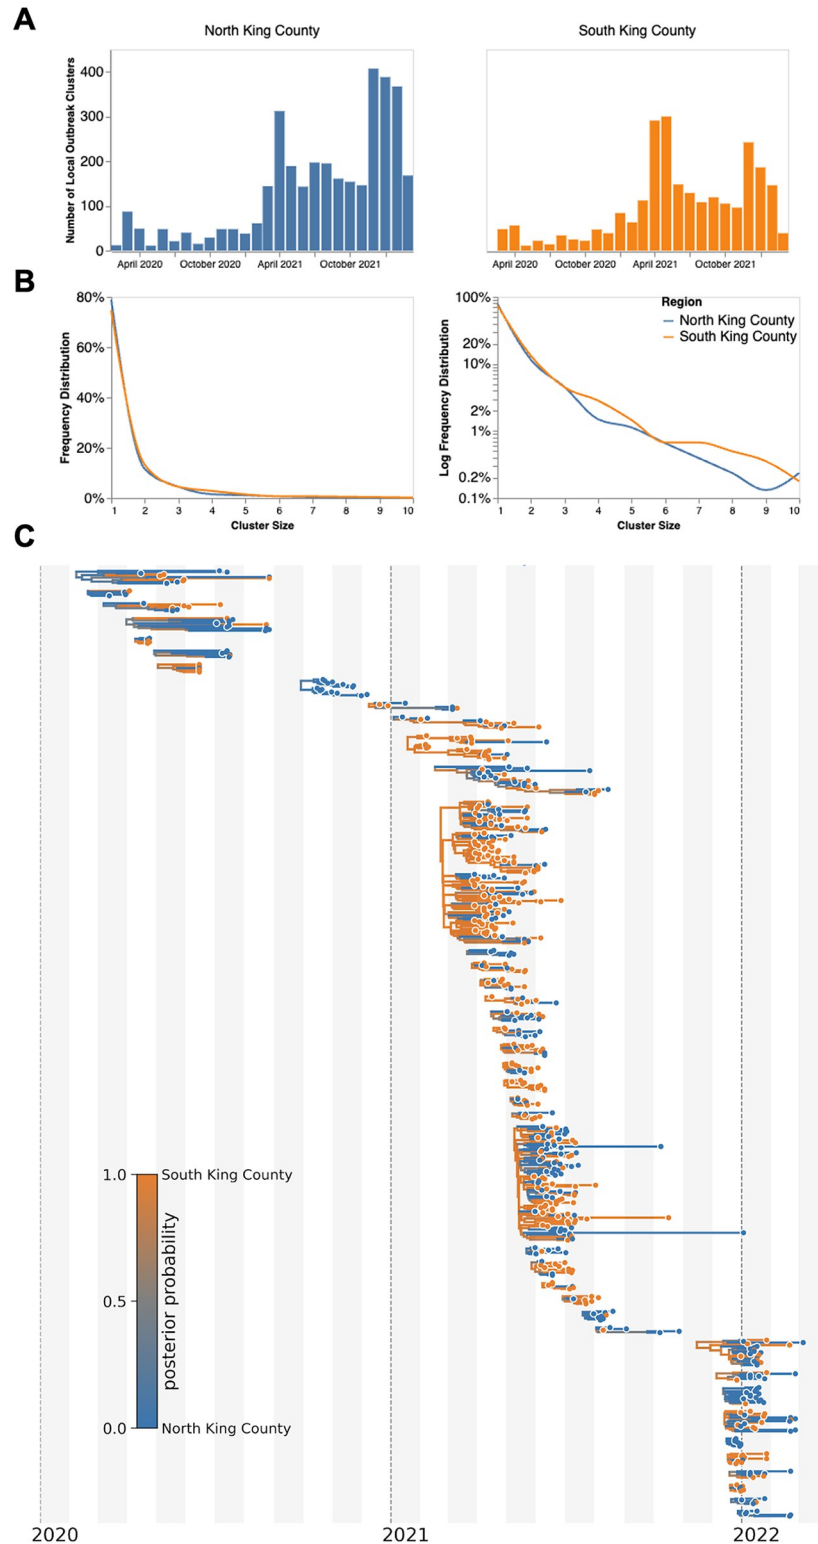 A
North King County
South King County
Number of Local Outbreak Clusters
400
300
200
100
0
April 2020
October 2020
April 2021
October 2021
April 2020
October 2020
April 2021
October 2021
B
Frequency Distribution
80%
60%
40%
20%
0%
1 2 3 4 5 6 7 8 9 10
Cluster Size
Log Frequency Distribution
100%
20%
10%
2%
1%
0.2%
0.1%
Region
North King County
South King County
1 2 3 4 5 6 7 8 9 10
Cluster Size
C
1.0 South King County
0.5
posterior probability
0.0 North King County
2020
2021
2022